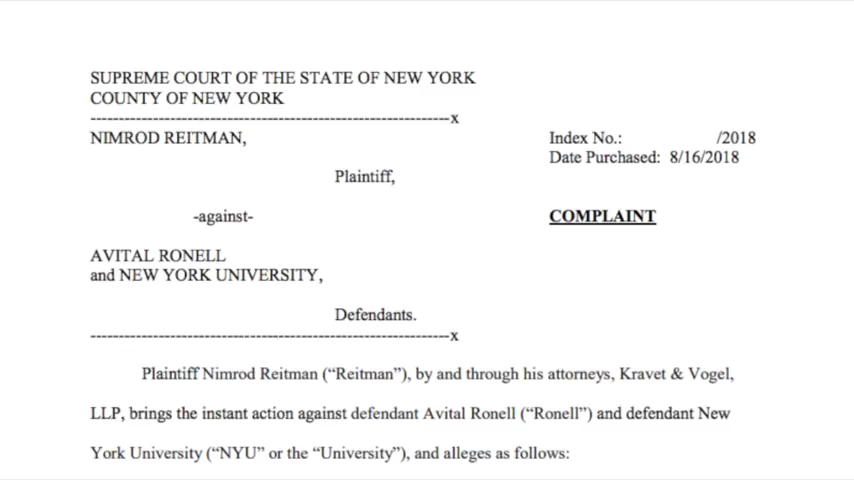 SUPREME COURT OF THE STATE OF NEW YORK
COUNTY OF NEW YORK
----------------------------------------------------------------x
NIMROD REITMAN,
Index No.: /2018
Date Purchased: 8/16/2018
Plaintiff,
-against-
COMPLAINT
AVITAL RONELL
and NEW YORK UNIVERSITY,
Defendants.
----------------------------------------------------------------x
Plaintiff Nimrod Reitman (“Reitman”), by and through his attorneys, Kravet & Vogel,
LLP, brings the instant action against defendant Avital Ronell (“Ronell”) and defendant New
York University (“NYU” or the “University”), and alleges as follows: